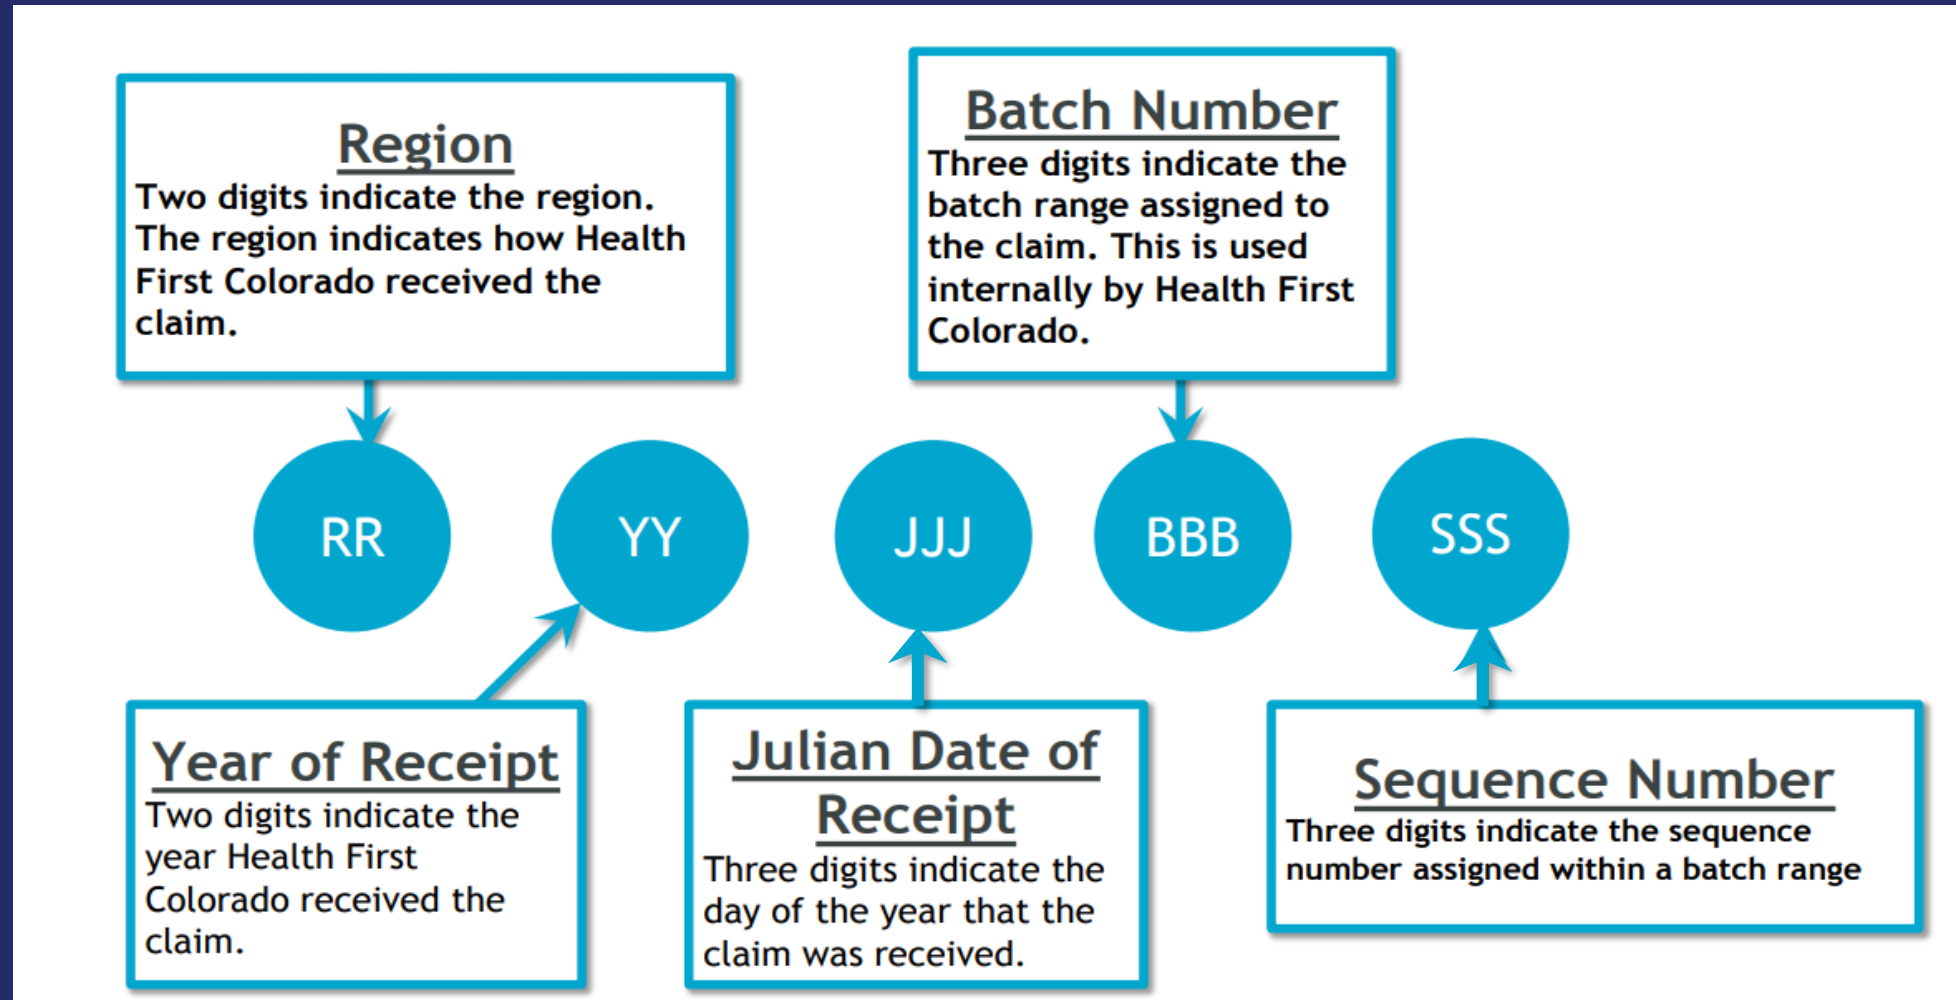 Region
Two digits indicate the region.
The region indicates how Health
First Colorado received the
claim.
Batch Number
Three digits indicate the
batch range assigned to
the claim. This is used
internally by Health First
Colorado.
RR
YY
JJJ
BBB
SSS
Year of Receipt
Two digits indicate the
year Health First
Colorado received the
claim.
Julian Date of
Receipt
Three digits indicate the
day of the year that the
claim was received.
Sequence Number
Three digits indicate the sequence
number assigned within a batch range